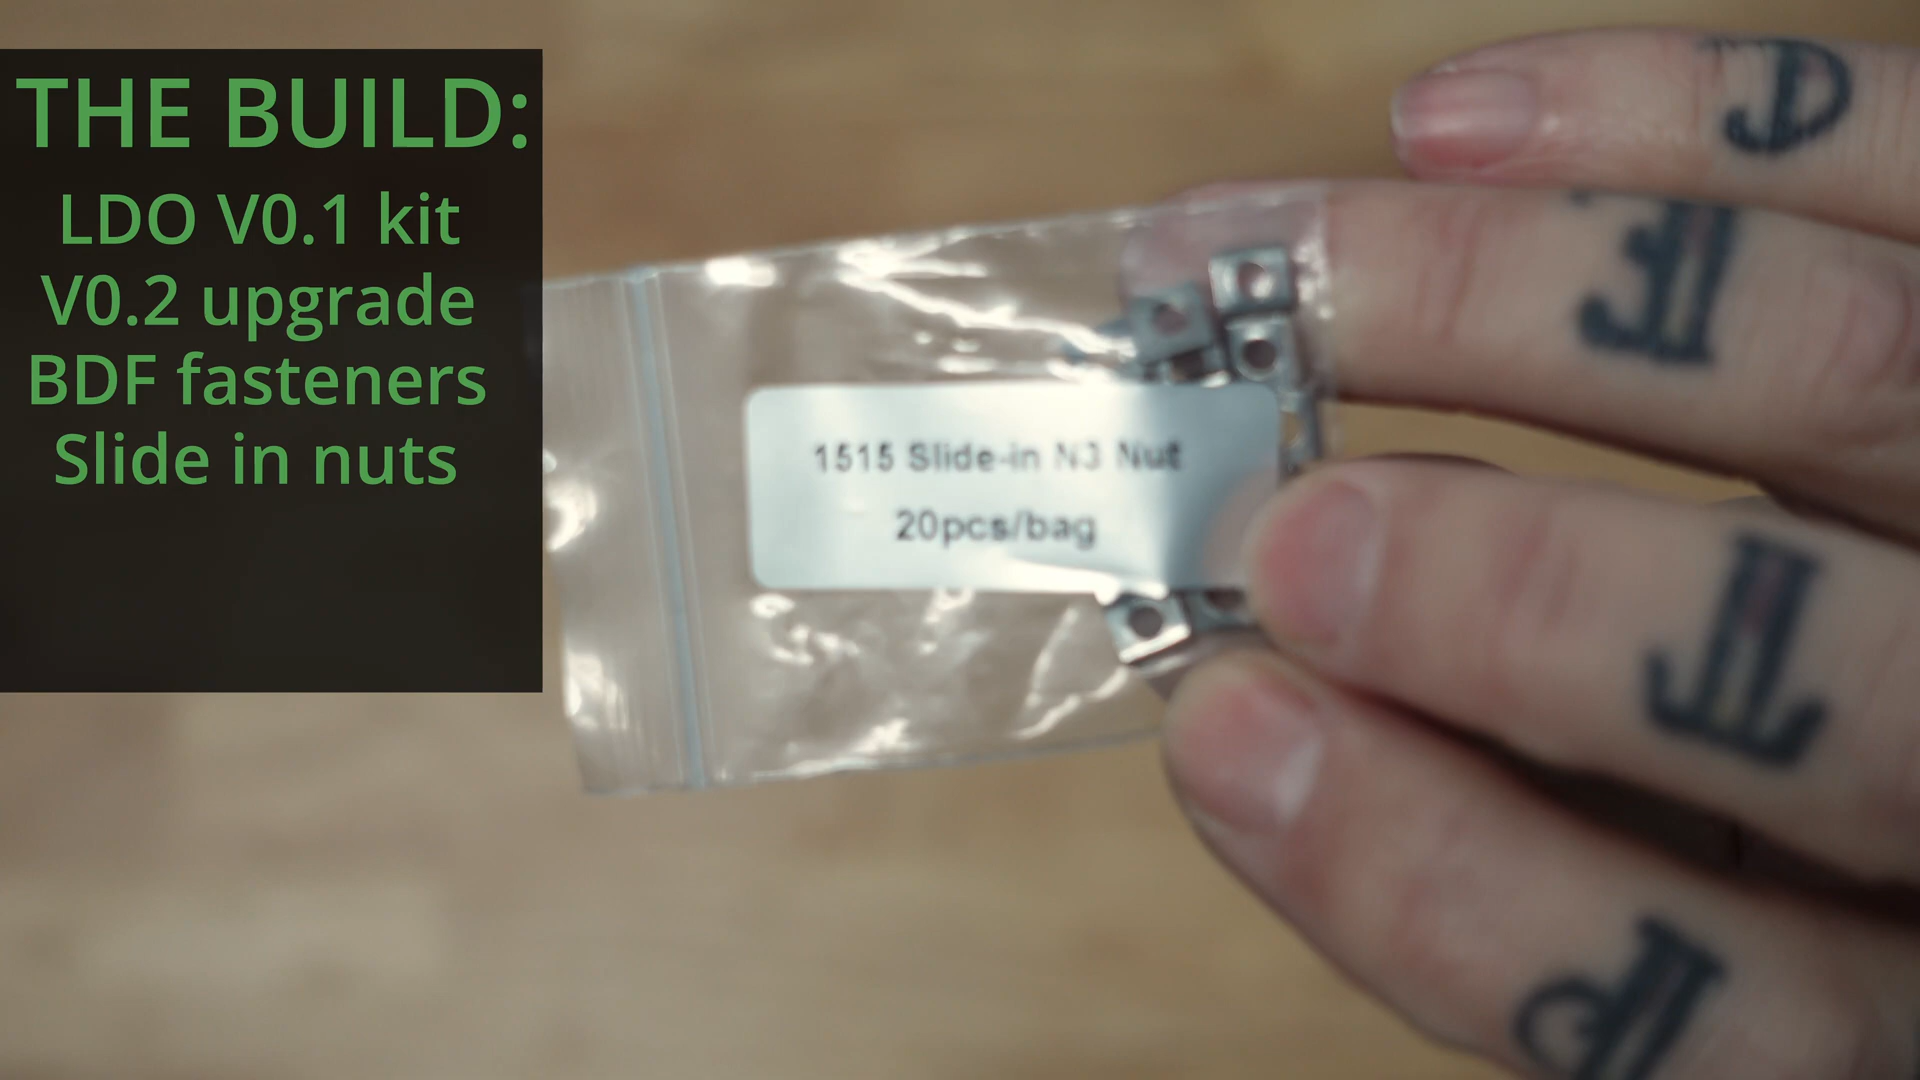 THE BUILD:
LDO V0.1 kit
V0.2 upgrade
BDF fasteners
Slide in nuts
1515 Slide-in N3 Nut
20pcs/bag